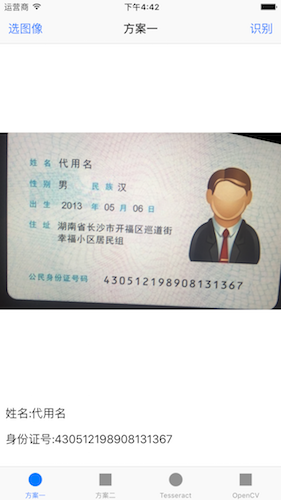 运营商 下午4:42
选图像 方案一 识别
姓名 代用名
性别 男 民族 汉
出生 2013 年 05 月 06 日
住址 湖南省长沙市开福区巡道街
幸福小区居民组
公民身份证号码 430512198908131367
姓名:代用名
身份证号:430512198908131367
方案一 方案二 Tesseract OpenCV